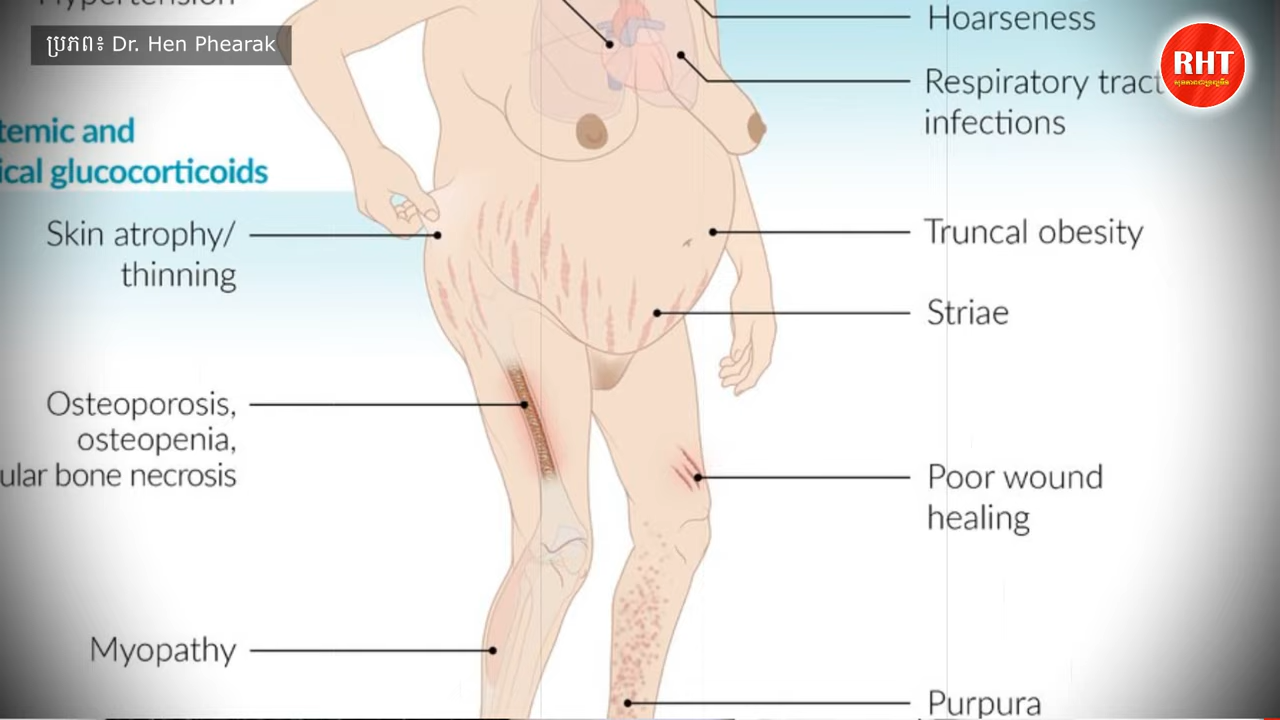 Hypertension
ប្រភព៖ Dr. Hen Phearak
temic and
ical glucocorticoids
Skin atrophy/
thinning
Osteoporosis,
osteopenia,
ular bone necrosis
Myopathy
Hoarseness
Respiratory tract
infections
Truncal obesity
Striae
Poor wound
healing
Purpura
RHT